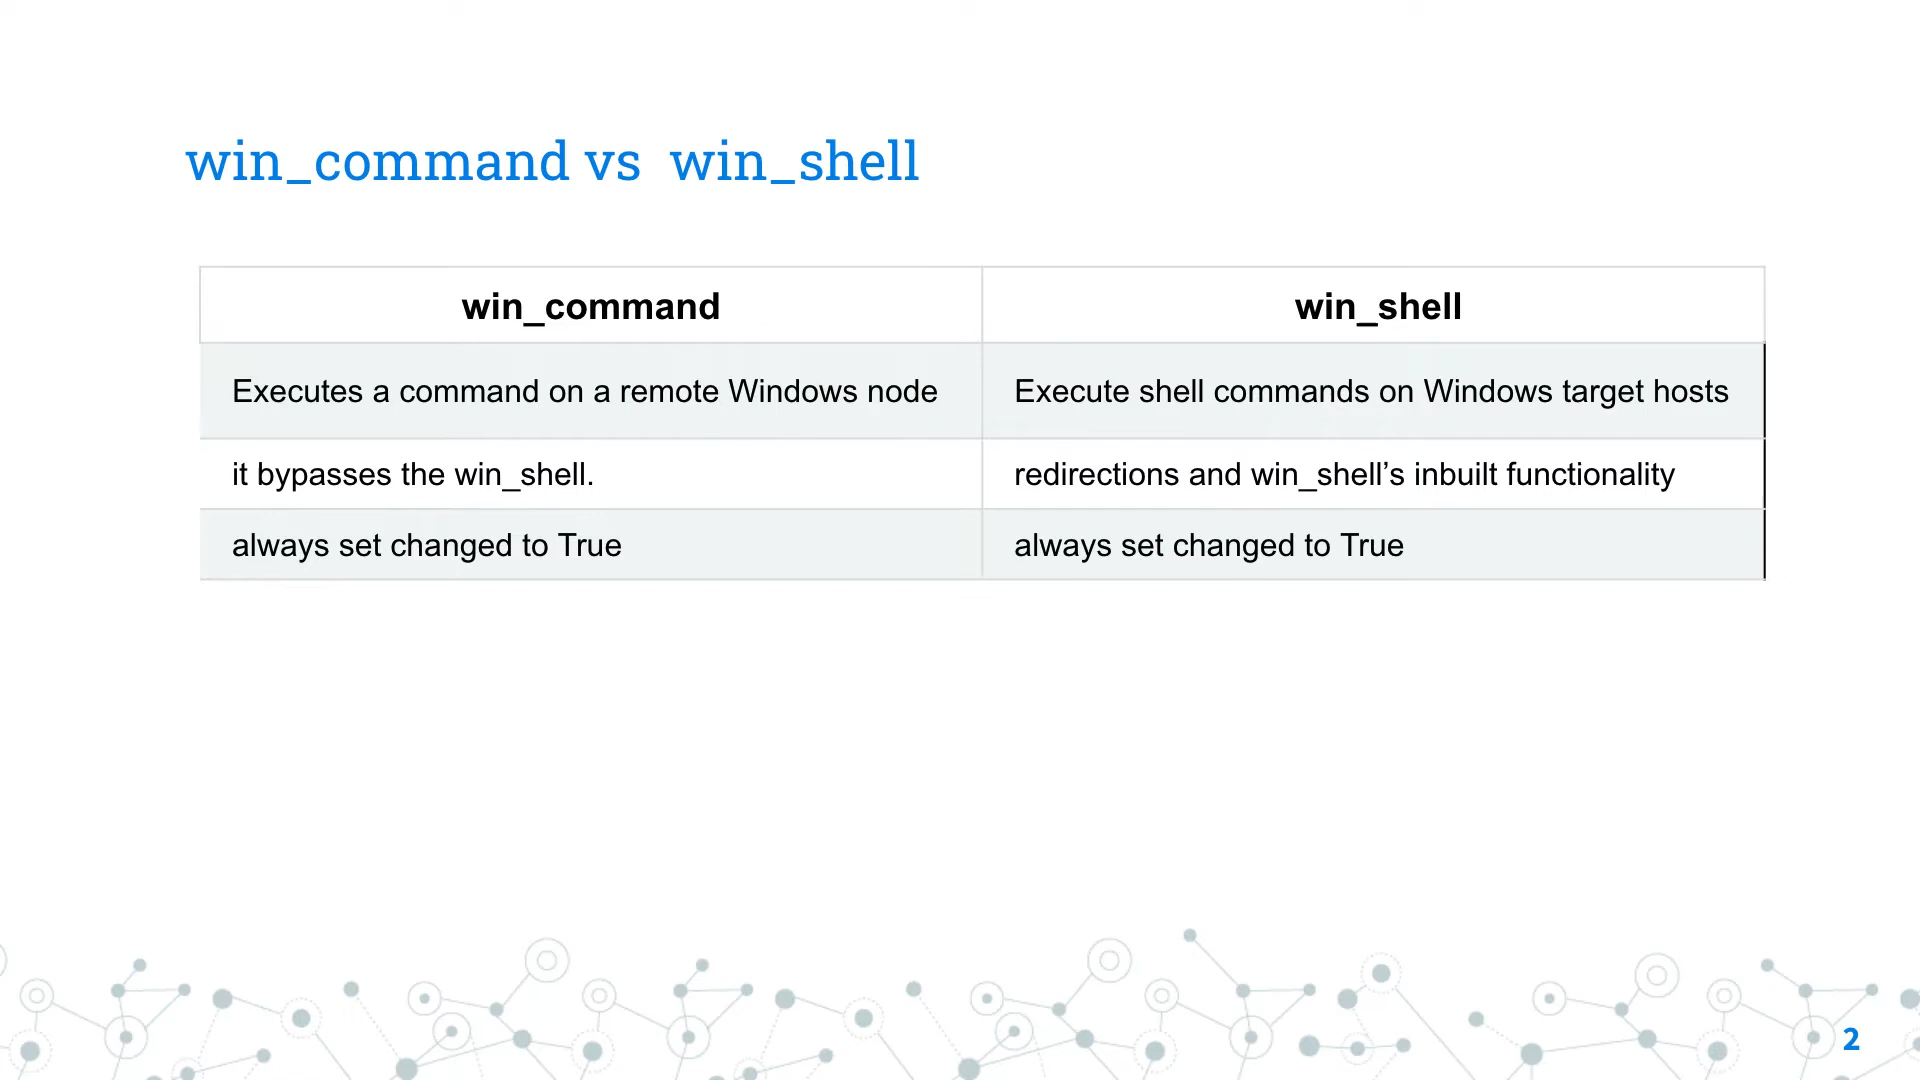 win_command vs  win_shell
win_command
win_shell
Executes a command on a remote Windows node
Execute shell commands on Windows target hosts
it bypasses the win_shell.
redirections and win_shell’s inbuilt functionality
always set changed to True
always set changed to True
2